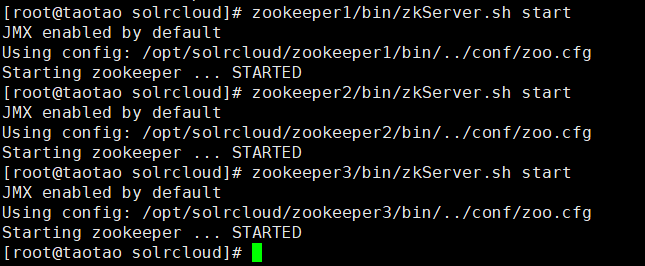 [root@taotao solrcloud]# zookeeper1/bin/zkServer.sh start
JMX enabled by default
Using config: /opt/solrcloud/zookeeper1/bin/../conf/zoo.cfg
Starting zookeeper ... STARTED
[root@taotao solrcloud]# zookeeper2/bin/zkServer.sh start
JMX enabled by default
Using config: /opt/solrcloud/zookeeper2/bin/../conf/zoo.cfg
Starting zookeeper ... STARTED
[root@taotao solrcloud]# zookeeper3/bin/zkServer.sh start
JMX enabled by default
Using config: /opt/solrcloud/zookeeper3/bin/../conf/zoo.cfg
Starting zookeeper ... STARTED
[root@taotao solrcloud]#